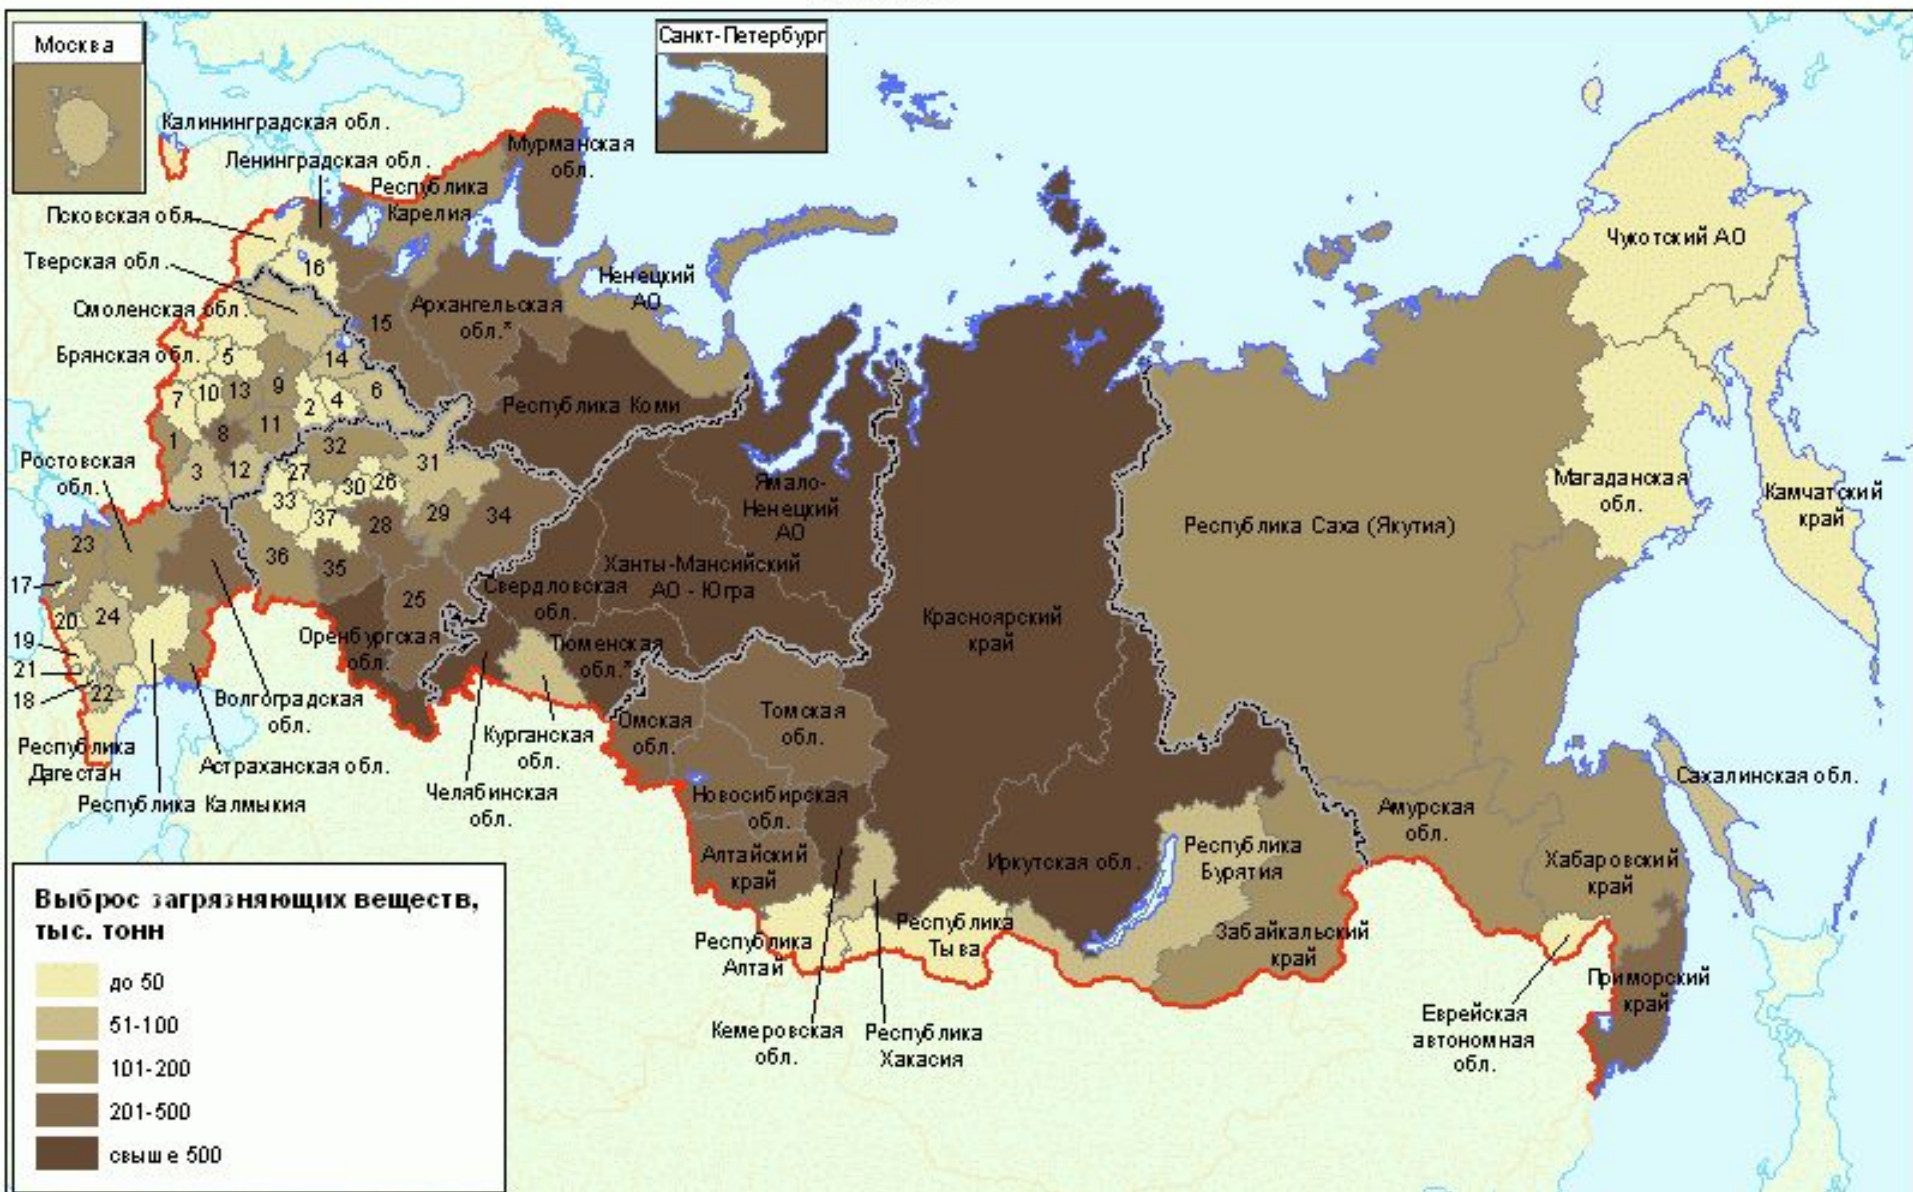 Москва
Санкт-Петербург
Калининградская обл.
Ленинградская обл.
Мурманская
обл.
Республика
Карелия
Псковская обл.
Тверская обл.
Смоленская обл.
Брянская обл.
16
15
Архангельская
обл.*
Ненецкий
АО
Чукотский АО
5
14
7
10
13
9
2
4
6
1
8
11
3
12
32
31
Республика Коми
Ростовская
обл.
27
33
30
26
37
28
29
34
Ямало-
Ненецкий
АО
Республика Саха (Якутия)
Магаданская
обл.
Камчатский
край
23
36
35
25
Свердловская
обл.
Ханты-Мансийский
АО - Югра
Красноярский
край
17
20
24
19
21
18
22
Оренбургская
обл.
Тюменская
обл.*
Волгоградская
обл.
Курганская
обл.
Омская
обл.
Томская
обл.
Республика
Дагестан
Астраханская обл.
Республика Калмыкия
Челябинская
обл.
Новосибирская
обл.
Алтайский
край
Иркутская обл.
Республика
Бурятия
Амурская
обл.
Сахалинская обл.
Хабаровский
край
Республика
Алтай
Республика
Тыва
Забайкальский
край
Приморский
край
Кемеровская
обл.
Республика
Хакасия
Еврейская
автономная
обл.
Выброс загрязняющих веществ,
тыс. тонн
до 50
51-100
101-200
201-500
свыше 500